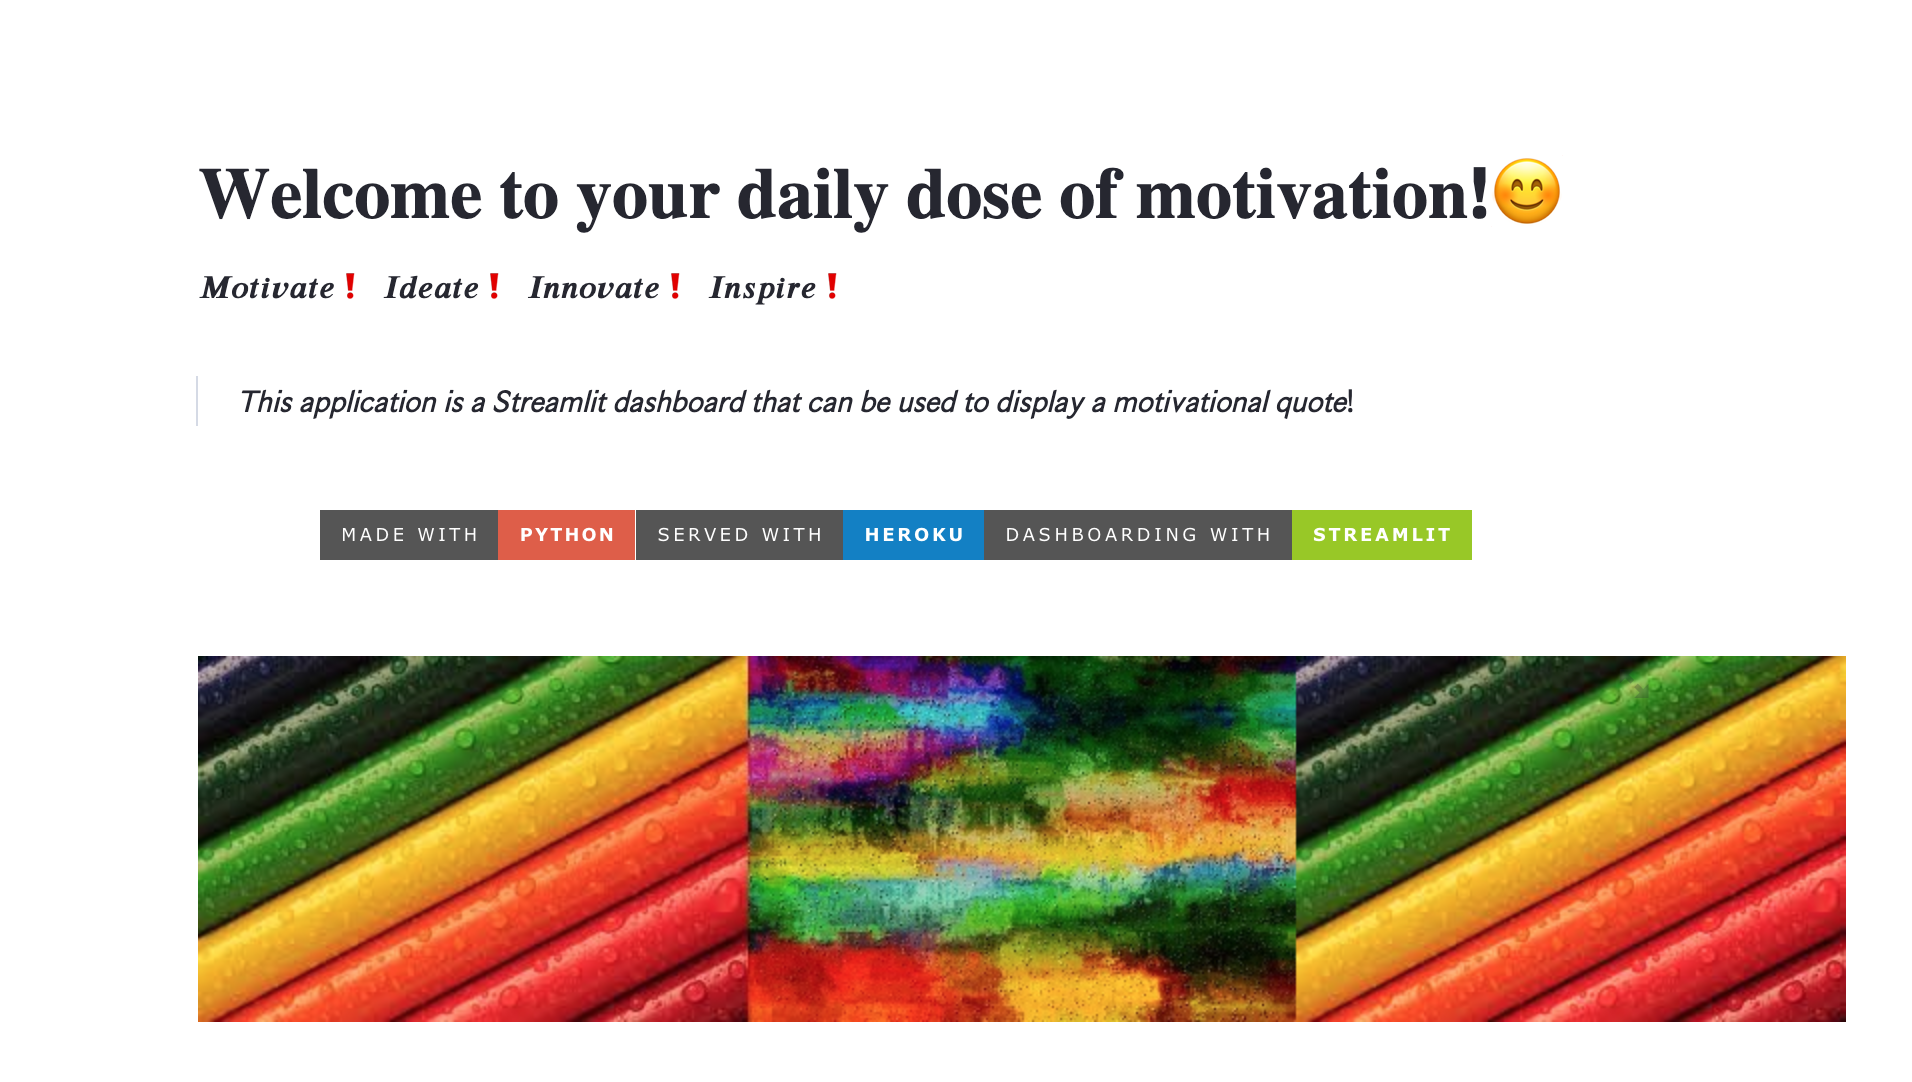 Welcome to your daily dose of motivation!😊
Motivate❗ Ideate❗ Innovate❗ Inspire❗
This application is a Streamlit dashboard that can be used to display a motivational quote!
MADE WITH PYTHON SERVED WITH HEROKU DASHBOARDING WITH STREAMLIT